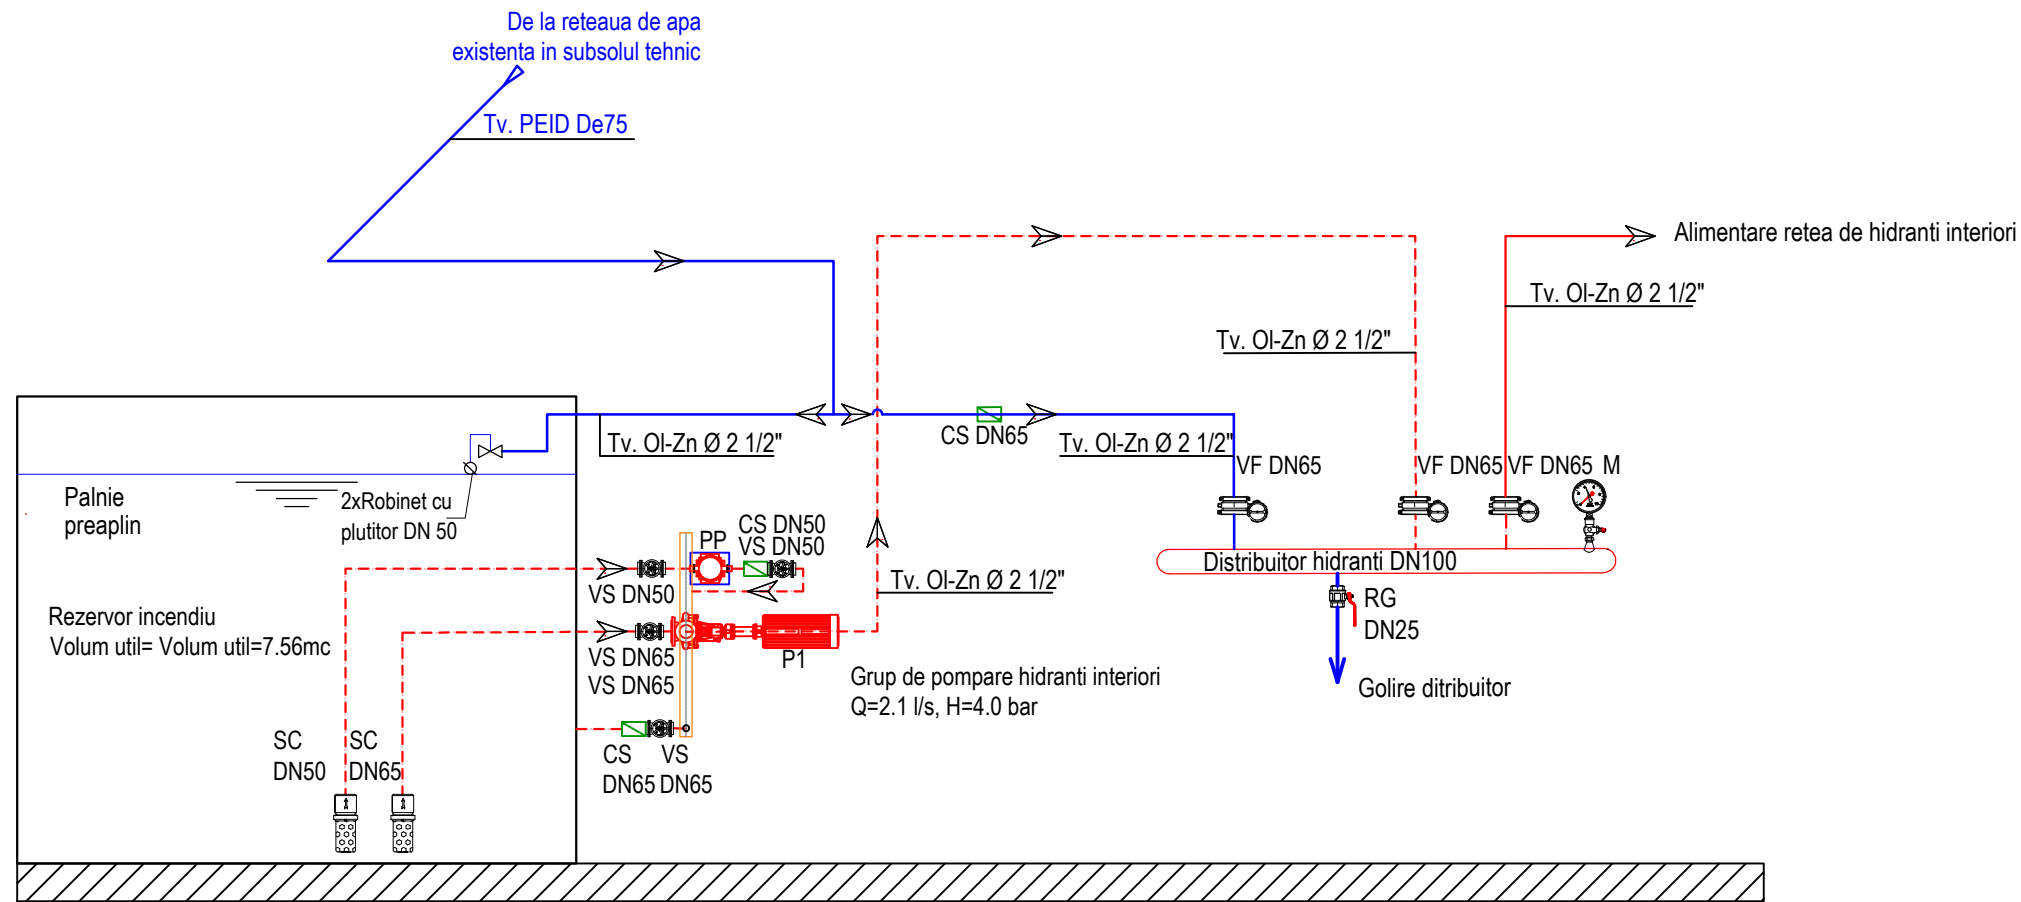 De la reteaua de apa
existenta in subsolul tehnic
Tv. PEID De75
Alimentare retea de hidranti interiori
Tv. Ol-Zn Ø 2 1/2"
Tv. Ol-Zn Ø 2 1/2"
Tv. Ol-Zn Ø 2 1/2"
CS DN65
Tv. Ol-Zn Ø 2 1/2"
VF DN65
VF DN65
VF DN65
M
Palnie
preaplin
2xRobinet cu
plutitor DN 50
PP
CS DN50
VS DN50
Distribuitor hidranti DN100
VS DN50
Tv. Ol-Zn Ø 2 1/2"
RG
DN25
Rezervor incendiu
Volum util= Volum util=7.56mc
VS DN65
VS DN65
P1
Grup de pompare hidranti interiori
Q=2.1 l/s, H=4.0 bar
Golire ditribuitor
SC
DN50
SC
DN65
CS
DN65
VS
DN65